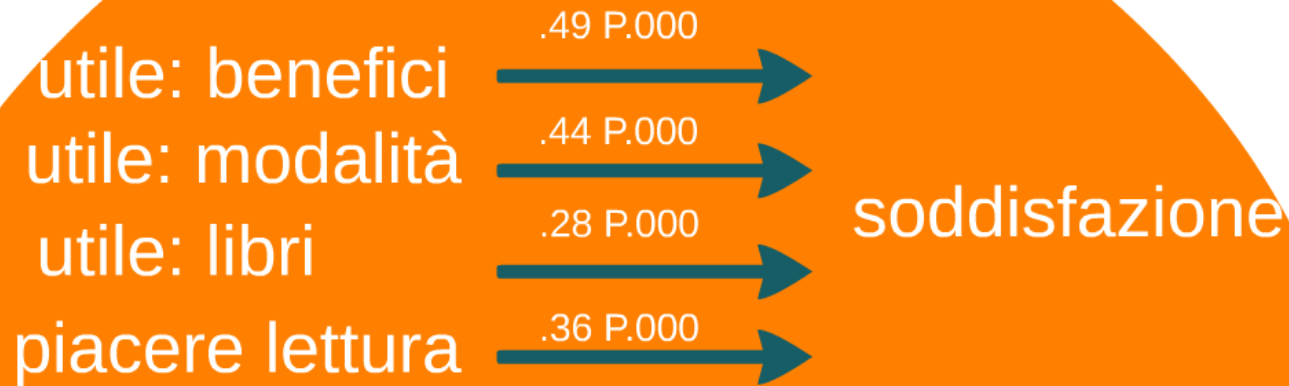 .49 P.000
utile: benefici
.44 P.000
utile: modalità
soddisfazione
.28 P.000
utile: libri
.36 P.000
piacere lettura